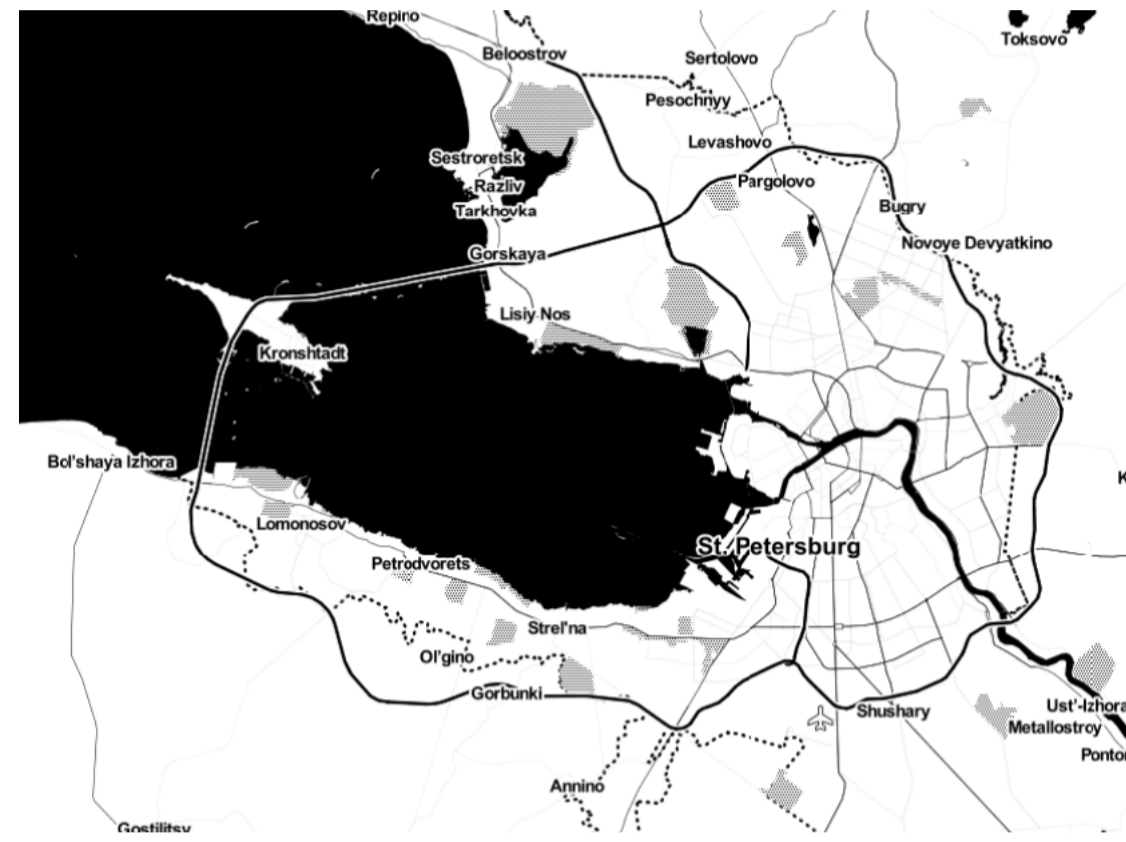 Repino
Toksovo
Beloostrov
Sertolovo
Pesochnyy
Levashovo
Sestroretsk
Pargolovo
Razliv
Bugry
Tarkhovka
Novoye Devyatkino
Gorskaya
Lisiy Nos
Kronshtadt
Bol'shaya Izhora
K
Lomonosov
St. Petersburg
Petrodvorets
Strel'na
Ol'gino
Gorbunki
Ust'-Izhora
Shushary
Metallostroy
Ponto
Annino
Gostilitsy